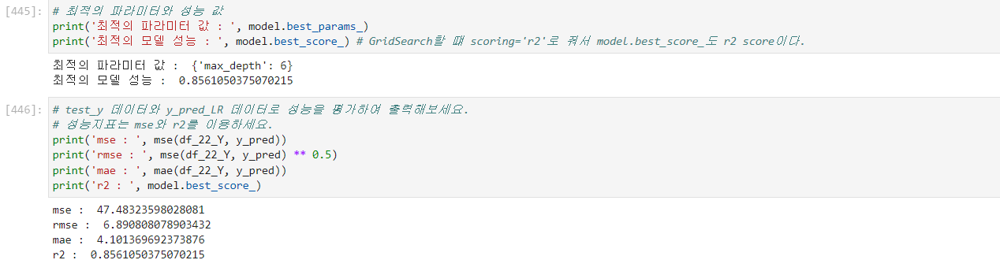 [445]: # 최적의 파라미터와 성능 값
print('최적의 파라미터 값 : ', model.best_params_)
print('최적의 모델 성능 : ', model.best_score_) # GridSearch할 때 scoring='r2'로 줘서 model.best_score_도 r2 score이다.
최적의 파라미터 값 :  {'max_depth': 6}
최적의 모델 성능 :  0.8561050375070215
[446]: # test_y 데이터와 y_pred_LR 데이터로 성능을 평가하여 출력해보세요.
# 성능지표는 mse와 r2를 이용하세요.
print('mse : ', mse(df_22_Y, y_pred))
print('rmse : ', mse(df_22_Y, y_pred) ** 0.5)
print('mae : ', mae(df_22_Y, y_pred))
print('r2 : ', model.best_score_)
mse :  47.48323598028081
rmse :  6.890808078903432
mae :  4.101369692373876
r2 :  0.8561050375070215